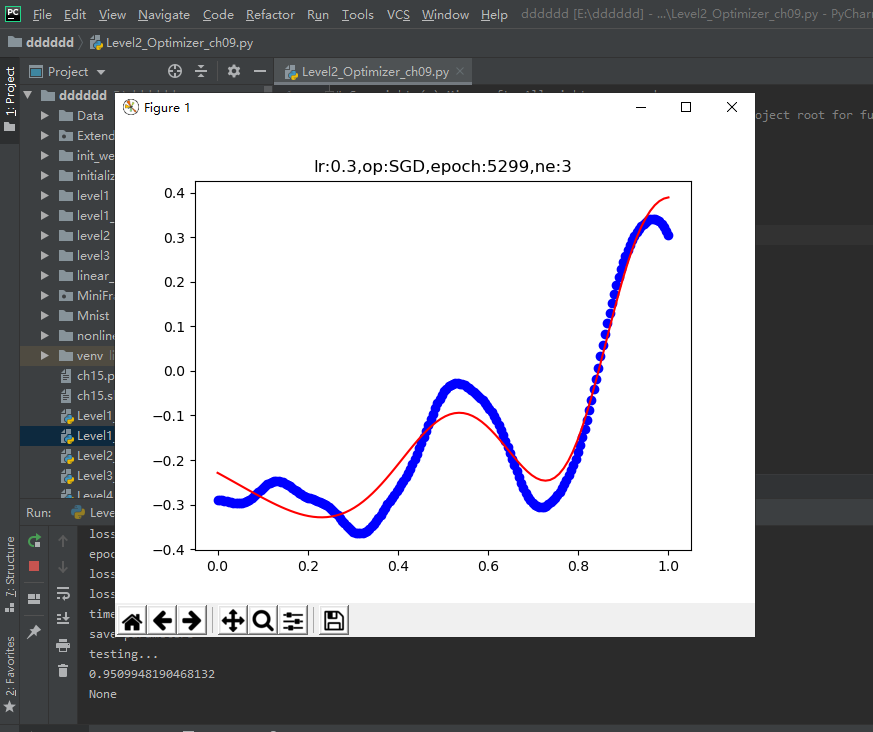 PC File Edit View Navigate Code Refactor Run Tools VCS Window Help dddddd [E:\dddddd] - ...\Level2_Optimizer_ch09.py - PyCharm
dddddd Level2_Optimizer_ch09.py
1: Project
Project
Level2_Optimizer_ch09.py
dddddd
Data
Extend
init_we
initializ
level1
level1_
level2
level3
linear_
MiniFra
Mnist
nonline
venv
ch15.p
ch15.s
Level1_
Level1_
Level2_
Level3_
Level4
oject root for fu
Figure 1
lr:0.3,op:SGD,epoch:5299,ne:3
0.4
0.3
0.2
0.1
0.0
−0.1
−0.2
−0.3
−0.4
0.0 0.2 0.4 0.6 0.8 1.0
Run: Leve
loss
epoc
loss
loss
time
save
testing...
0.9509948190468132
None
7: Structure
2: Favorites